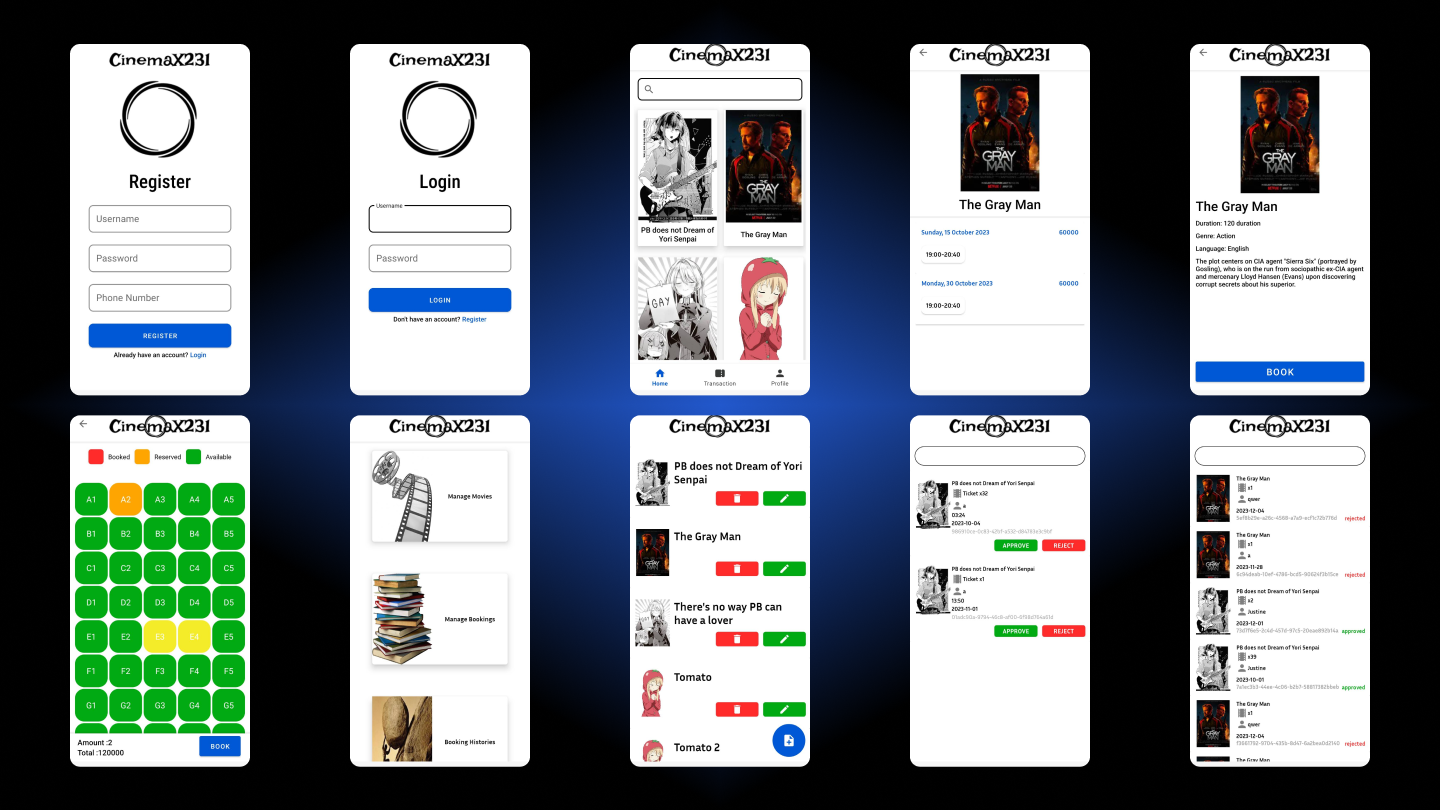 CinemaX231
Register
Username
Password
Phone Number
REGISTER
Already have an account? Login
CinemaX231
Login
Username
Password
LOGIN
Don't have an account? Register
CinemaX231
PB does not Dream of
Yori Senpai
THE
GRAY
MAN
The Gray Man
GAY
Home
Transaction
Profile
CinemaX231
THE
GRAY
MAN
The Gray Man
Sunday, 15 October 2023
60000
19:00-20:40
Monday, 30 October 2023
60000
19:00-20:40
CinemaX231
THE
GRAY
MAN
The Gray Man
Duration: 120 duration
Genre: Action
Language: English
The plot centers on CIA agent "Sierra Six" (portrayed by
Gosling), who is on the run from sociopathic ex-CIA agent
and mercenary Lloyd Hansen (Evans) upon discovering
corrupt secrets about his superior.
BOOK
CinemaX231
Booked
Reserved
Available
A1 A2 A3 A4 A5
B1 B2 B3 B4 B5
C1 C2 C3 C4 C5
D1 D2 D3 D4 D5
E1 E2 E3 E4 E5
F1 F2 F3 F4 F5
G1 G2 G3 G4 G5
Amount :2
Total :120000
BOOK
CinemaX231
Manage Movies
Manage Bookings
Booking Histories
CinemaX231
PB does not Dream of Yori
Senpai
The Gray Man
There's no way PB can
have a lover
Tomato
Tomato 2
CinemaX231
PB does not Dream of Yori Senpai
Ticket x32
a
03:24
2023-10-04
APPROVE
REJECT
PB does not Dream of Yori Senpai
Ticket x1
a
13:50
2023-11-01
APPROVE
REJECT
CinemaX231
The Gray Man
x1
qwer
2023-12-04
rejected
The Gray Man
x1
a
2023-11-28
rejected
PB does not Dream of Yori Senpai
x2
Justine
2023-12-01
approved
PB does not Dream of Yori Senpai
x39
Justine
2023-10-01
approved
The Gray Man
x1
qwer
2023-12-04
rejected
The Gray Man